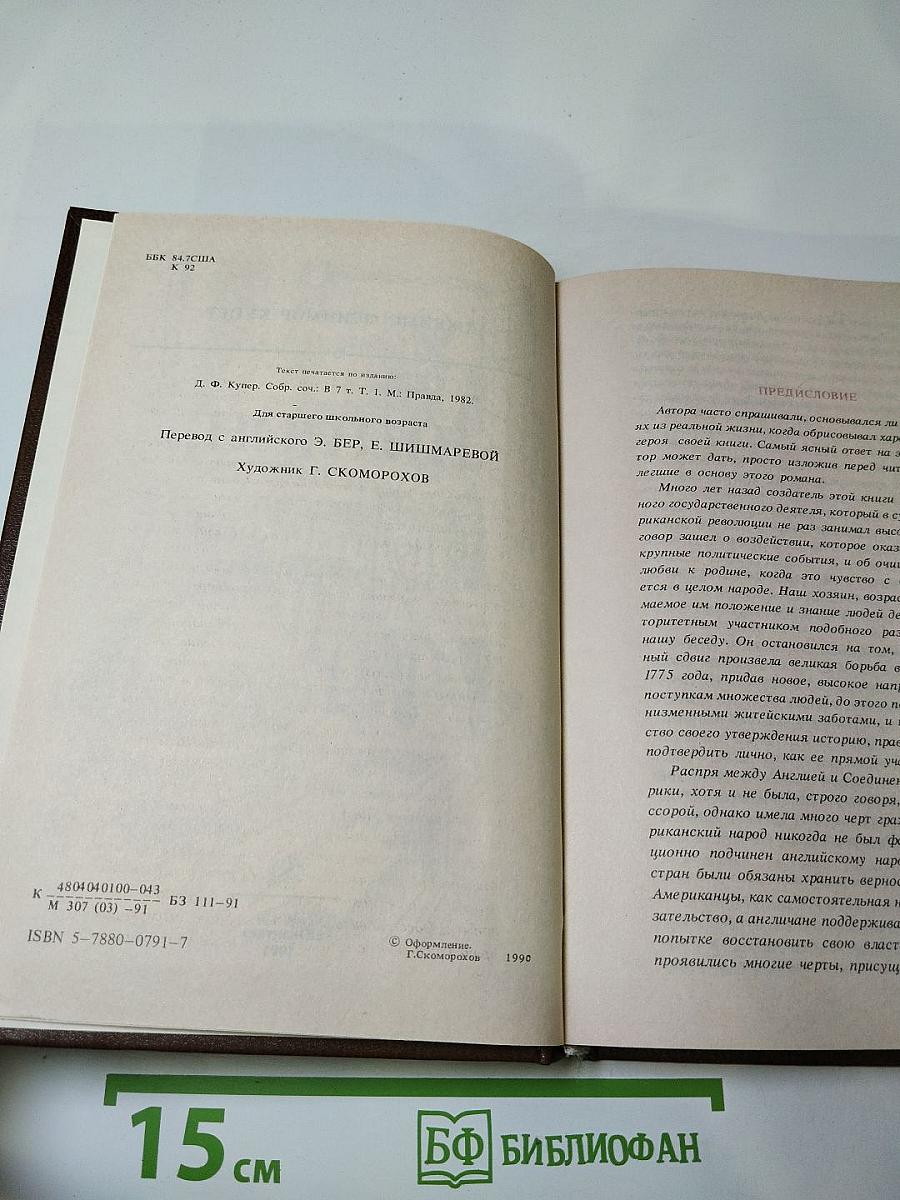 ББК 84.7США
К 92
Текст печатается по изданию:
Д. Ф. Купер. Собр. соч.: В 7 т. Т. 1. М.: Правда, 1982.
Для старшего школьного возраста
Перевод с английского Э. БЕР, Е. ШИШМАРЕВОЙ
Художник Г. СКОМОРОХОВ
К 4804040100—043
М 307 (03) —91
БЗ 111—91
ISBN 5—7880—0791—7
© Оформление.
Г.Скоморохов 1990
ПРЕДИСЛОВИЕ
Автора часто спрашивали, основывался ли
ях из реальной жизни, когда обрисовывал хар
героя своей книги. Самый ясный ответ на э
тор может дать, просто изложив перед чит
легшие в основу этого романа.
Много лет назад создатель этой книги
ного государственного деятеля, который в су
риканской революции не раз занимал высо
говор зашел о воздействии, которое оказ
крупные политические события, и об очи
любви к родине, когда это чувство с
ется в целом народе. Наш хозяин, возрас
маемое им положение и знание людей де
торитетным участником подобного раз
нашу беседу. Он остановился на том,
ный сдвиг произвела великая борьба в
1775 года, придав новое, высокое напр
поступкам множества людей, до этого по
низменными житейскими заботами, и
ство своего утверждения историю, прав
подтвердить лично, как ее прямой уча
Распря между Англией и Соединен
рики, хотя и не была, строго говоря,
ссорой, однако имела много черт граж
риканский народ никогда не был ф
ционно подчинен английскому наро
стран были обязаны хранить вернос
Американцы, как самостоятельная н
зательство, а англичане поддержива
попытке восстановить свою власт
проявились многие черты, присущ
15 см
БФ БИБЛИОФАН